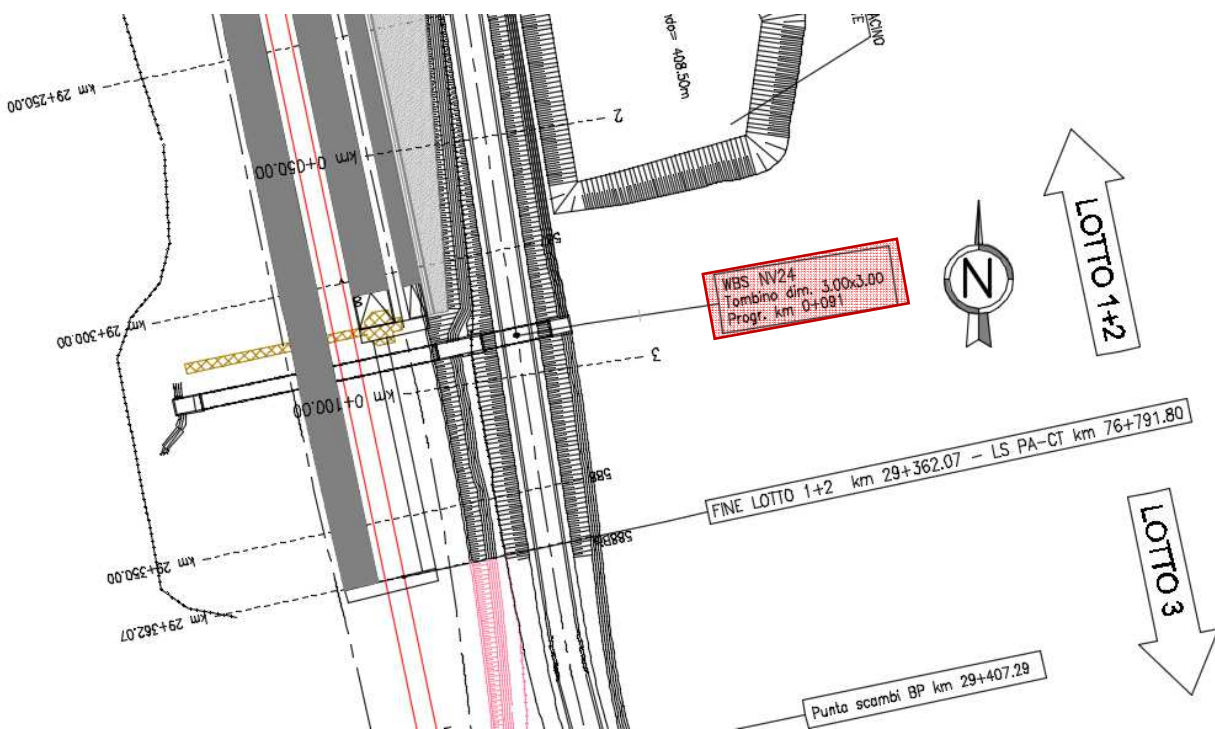 ACINO
E
do= 408.50m
km 29+250.00
2
km 0+050.00
LOTTO 1+2
587
WBS NV24
Tombino dim. 3.00x3.00
Progr. km 0+091
N
km 29+300.00
3
km 0+100.00
FINE LOTTO 1+2 km 29+362.07 - LS PA-CT km 76+791.80
588
588Bis
LOTTO 3
km 29+350.00
km 29+362.07
Punta scambi BP km 29+407.29